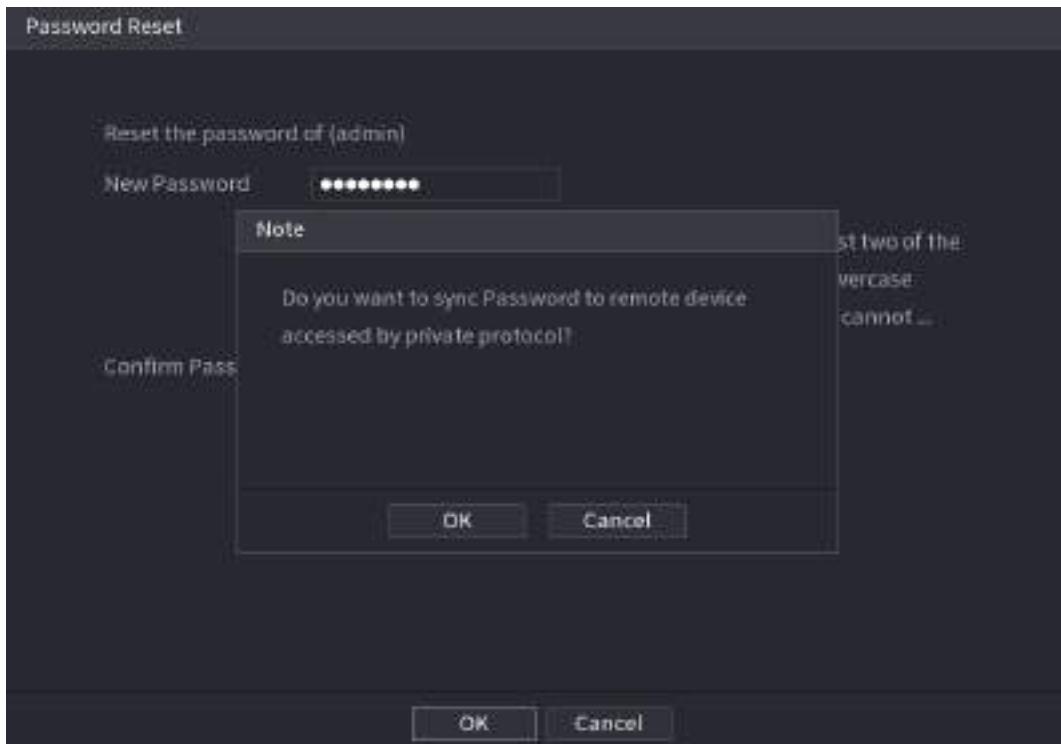 Password Reset
Reset the password of (admin)
New Password ●●●●●●●●
Note
st two of the
Do you want to sync Password to remote device
accessed by private protocol?
vercase
cannot ...
Confirm Pass
OK Cancel
OK Cancel